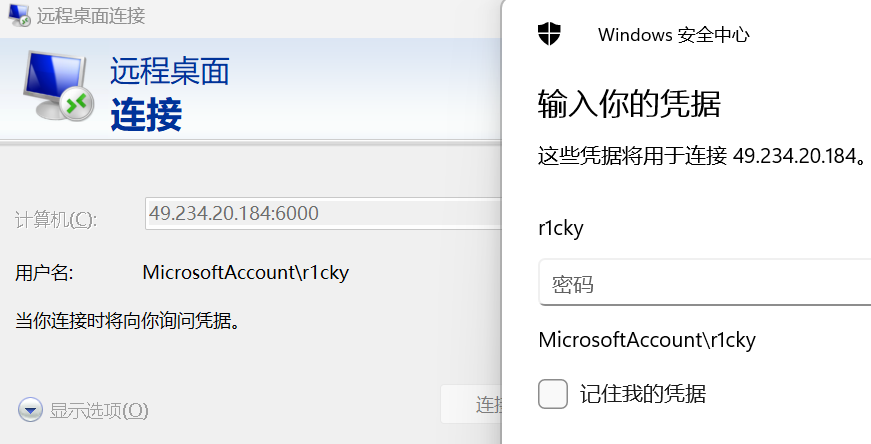 远程桌面连接
远程桌面
连接
计算机(C):
49.234.20.184:6000
用户名:
MicrosoftAccount\r1cky
当你连接时将向你询问凭据。
显示选项(O)
连接
Windows 安全中心
输入你的凭据
这些凭据将用于连接 49.234.20.184。
r1cky
密码
MicrosoftAccount\r1cky
记住我的凭据